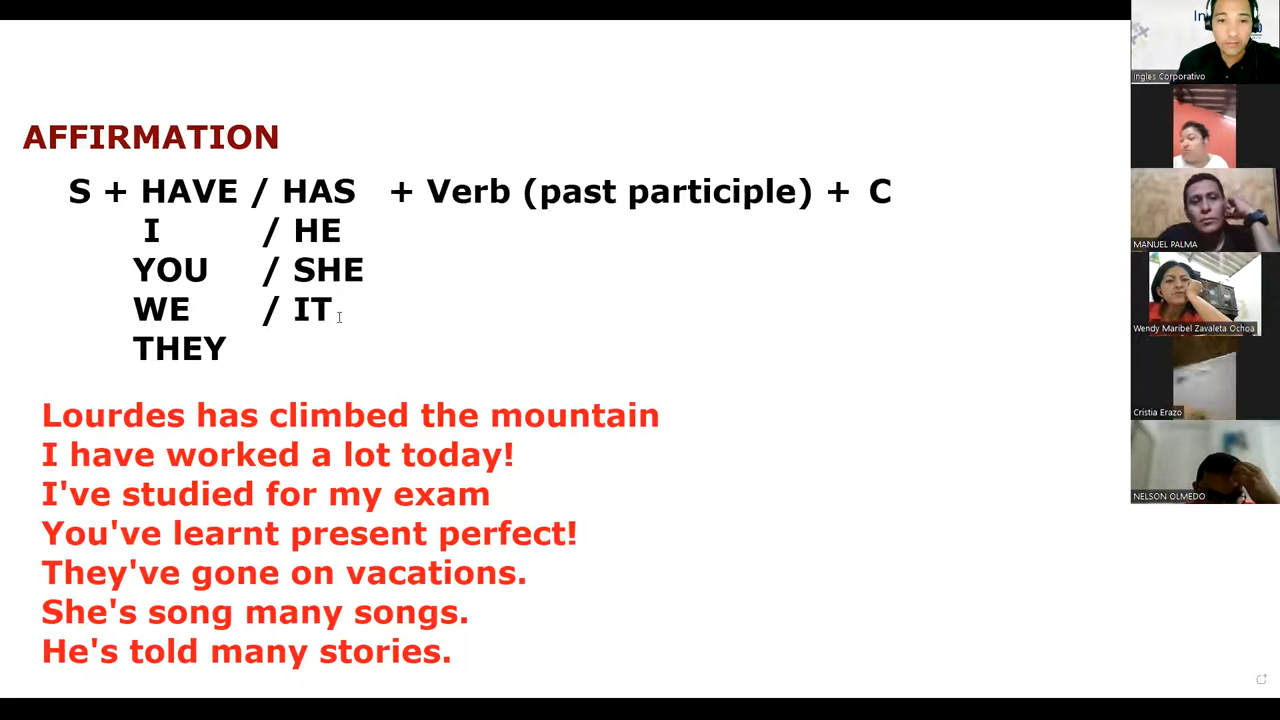 AFFIRMATION
S + HAVE / HAS + Verb (past participle) + C
I / HE
YOU / SHE
WE / IT
THEY
Lourdes has climbed the mountain
I have worked a lot today!
I've studied for my exam
You've learnt present perfect!
They've gone on vacations.
She's song many songs.
He's told many stories.
In
Ingles Corporativo
MANUEL PALMA
Wendy Maribel Zavaleta Ochoa
Cristia Erazo
NELSON OLMEDO